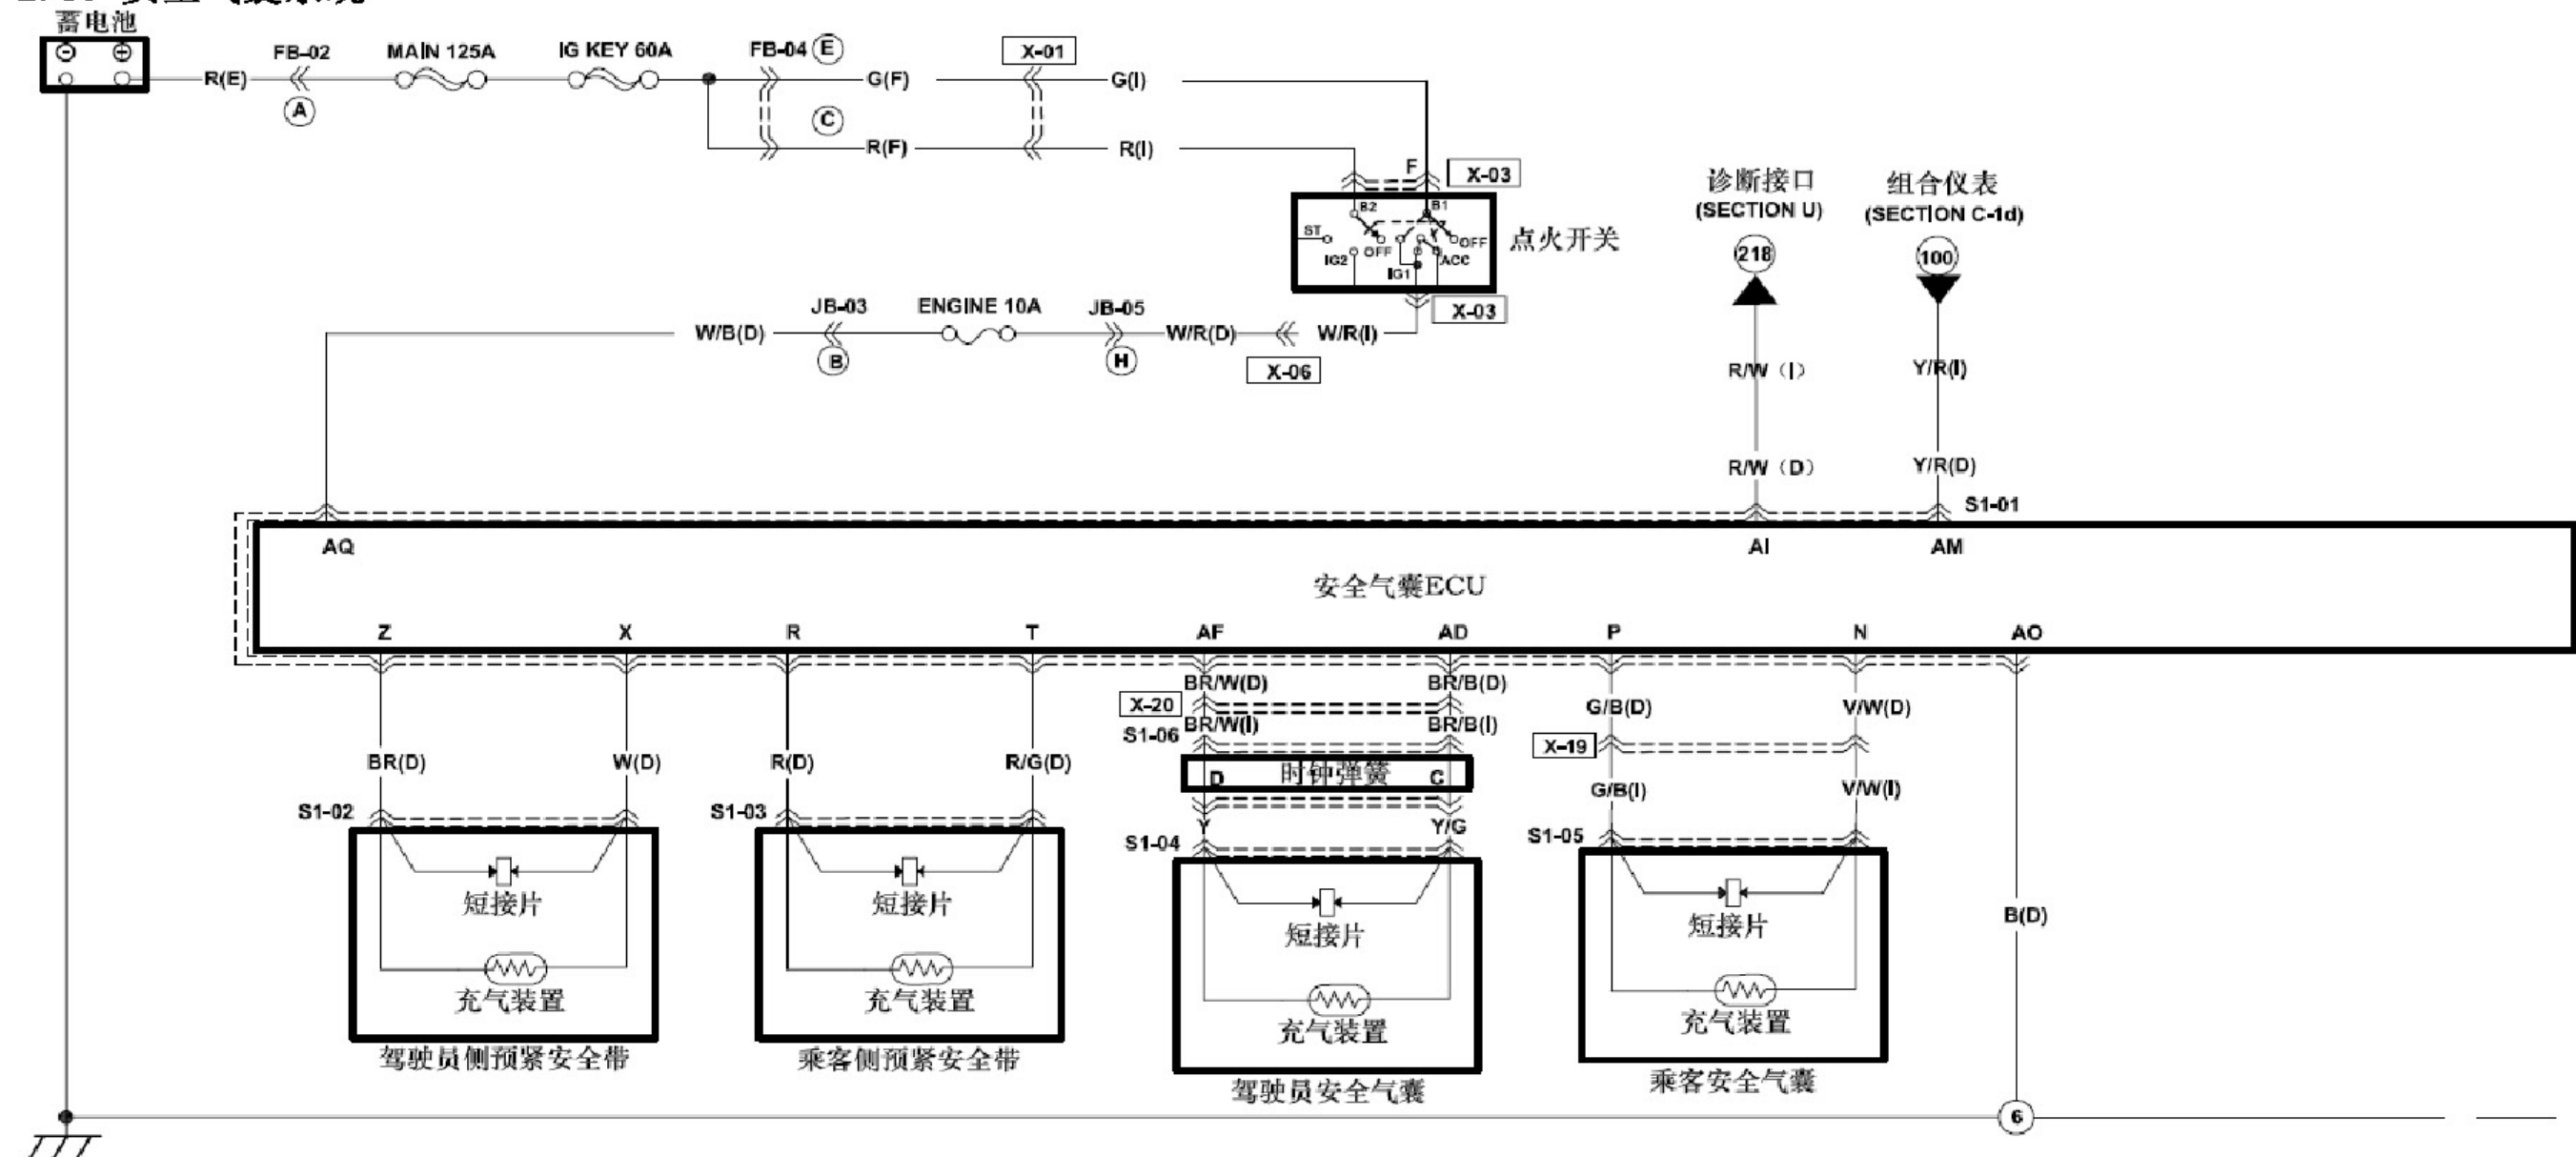 蓄电池
FB-02
MAIN 125A
IG KEY 60A
FB-04 E
X-01
R(E)
G(F)
G(I)
A
C
R(F)
R(I)
F
X-03
B2
B1
ST
OFF
OFF
IG2
IG1
ACC
点火开关
X-03
诊断接口
(SECTION U)
218
组合仪表
(SECTION C-1d)
100
JB-03
ENGINE 10A
JB-05
W/B(D)
W/R(D)
W/R(I)
B
H
X-06
R/W (I)
Y/R(I)
R/W (D)
Y/R(D)
S1-01
AQ
AI
AM
安全气囊ECU
Z
X
R
T
AF
AD
P
N
AO
BR/W(D)
BR/B(D)
X-20
BR/W(I)
BR/B(I)
S1-06
G/B(D)
V/W(D)
X-19
BR(D)
W(D)
R(D)
R/G(D)
D
时钟弹簧
C
G/B(I)
V/W(I)
S1-02
S1-03
Y
Y/G
S1-04
S1-05
短接片
短接片
短接片
短接片
B(D)
充气装置
充气装置
充气装置
充气装置
驾驶员侧预紧安全带
乘客侧预紧安全带
驾驶员安全气囊
乘客安全气囊
6